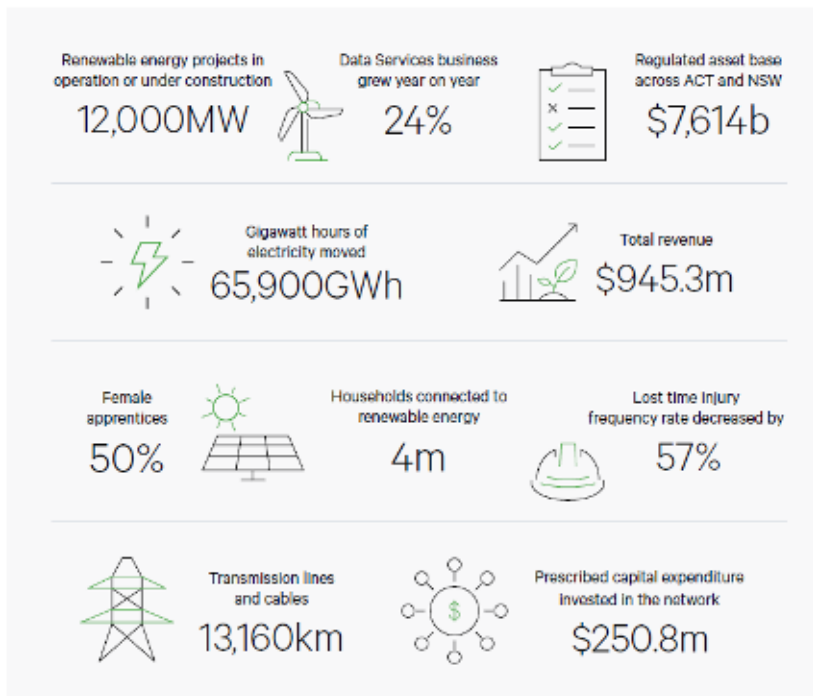 Renewable energy projects in
operation or under construction
12,000MW
Data Services business
grew year on year
24%
Regulated asset base
across ACT and NSW
$7,614b
Gigawatt hours of
electricity moved
65,900GWh
Total revenue
$945.3m
Female
apprentices
50%
Households connected to
renewable energy
4m
Lost time injury
frequency rate decreased by
57%
Transmission lines
and cables
13,160km
$
Prescribed capital expenditure
invested in the network
$250.8m